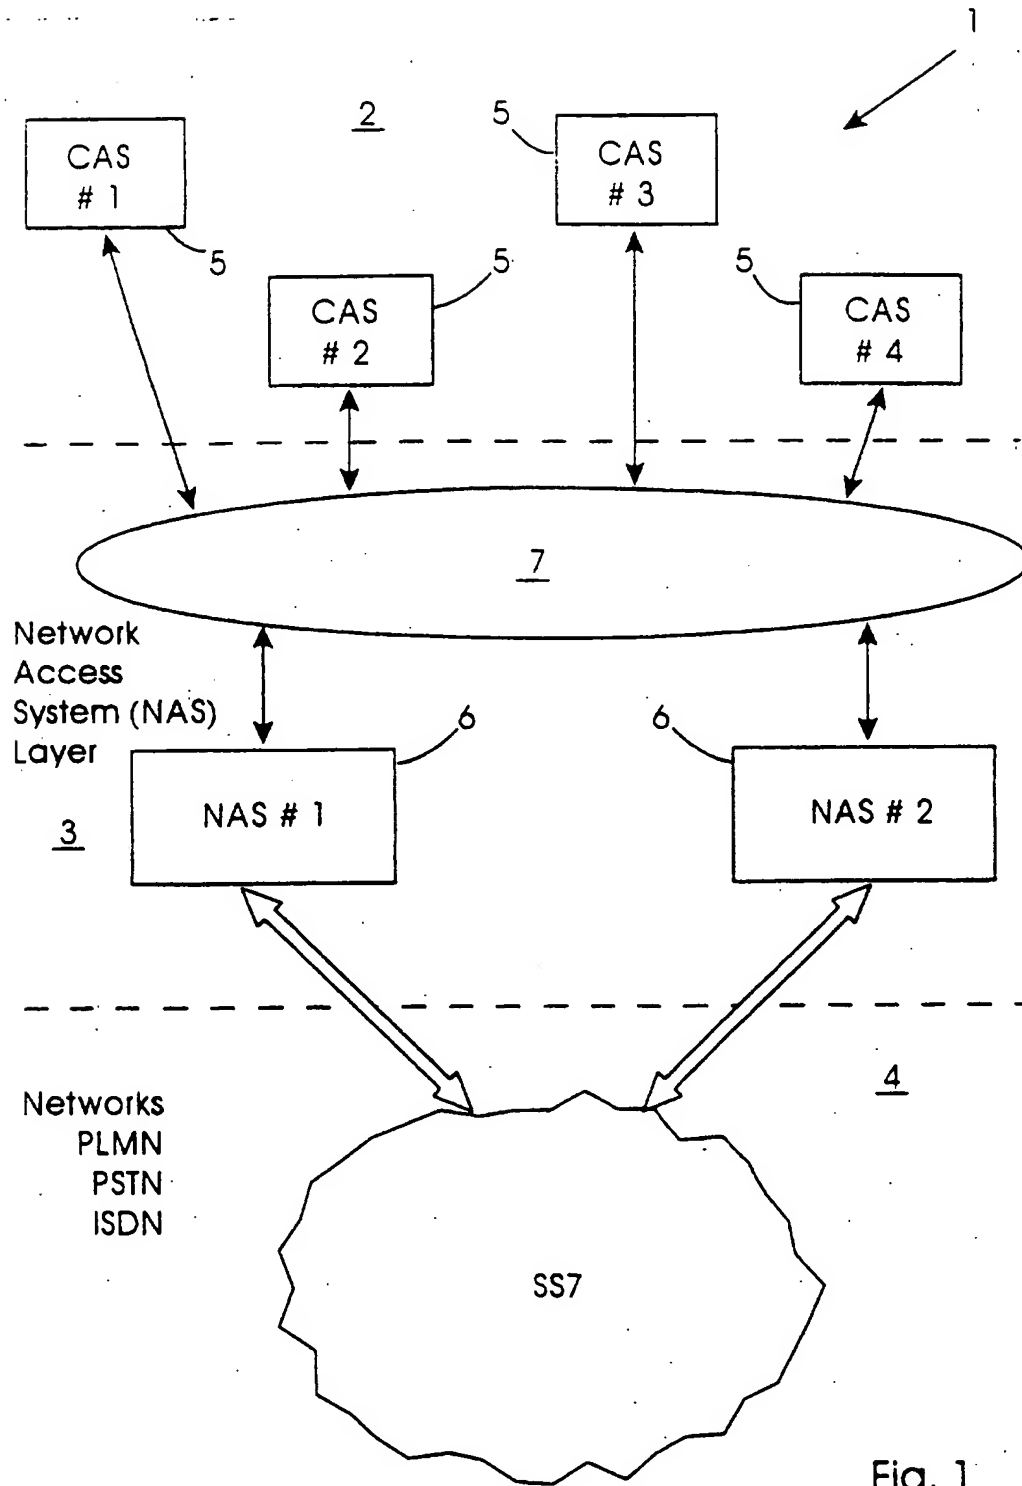 1
2
5
CAS
# 1
CAS
# 3
5
5
5
CAS
# 2
CAS
# 4
7
Network
Access
System (NAS)
Layer
6
6
NAS # 1
NAS # 2
3
4
Networks
PLMN
PSTN
ISDN
SS7
Fig. 1